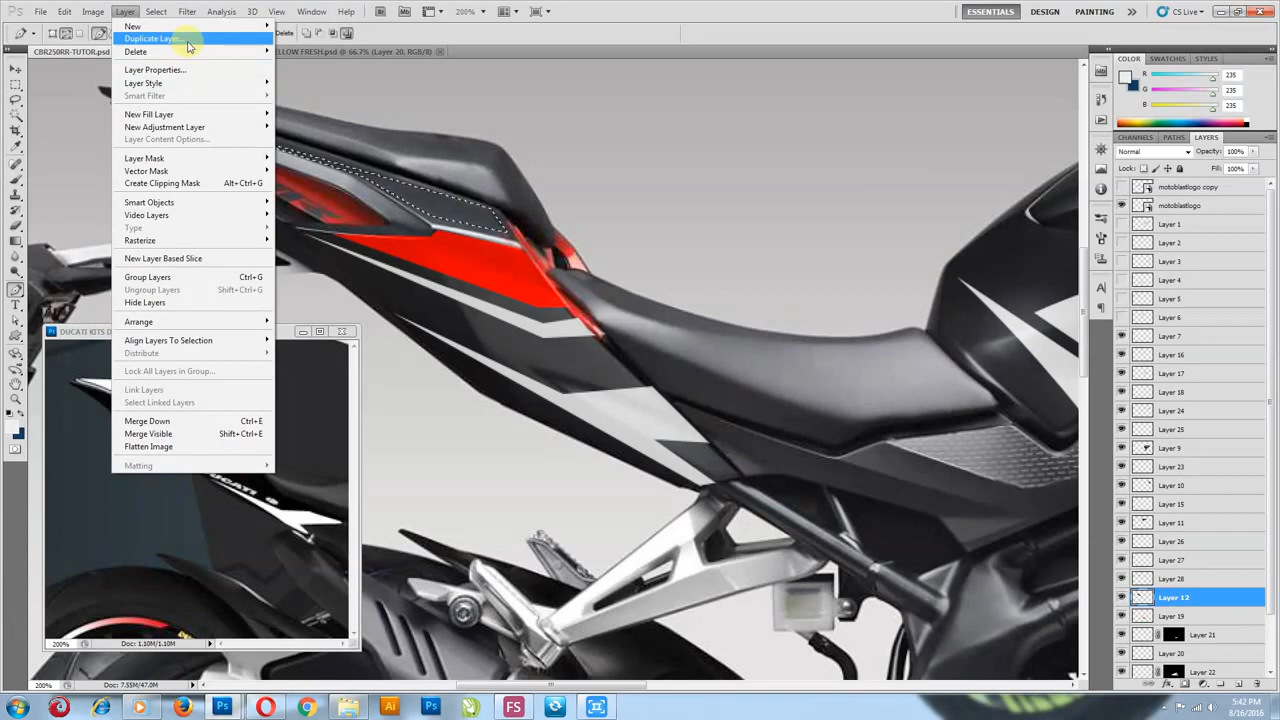 PS File Edit Image Layer Select Filter Analysis 3D View Window Help Mb 200% ESSENTIALS DESIGN PAINTING CS Live
Delete
CBR250RR-TUTOR.psd
ELLOW FRESH.psd @ 66.7% (Layer 20, RGB/8)
New
Duplicate Layer...
Delete
Layer Properties...
Layer Style
Smart Filter
New Fill Layer
New Adjustment Layer
Layer Content Options...
Layer Mask
Vector Mask
Create Clipping Mask Alt+Ctrl+G
Smart Objects
Video Layers
Type
Rasterize
New Layer Based Slice
Group Layers Ctrl+G
Ungroup Layers Shift+Ctrl+G
Hide Layers
Arrange
Align Layers To Selection
Distribute
Lock All Layers in Group...
Link Layers
Select Linked Layers
Merge Down Ctrl+E
Merge Visible Shift+Ctrl+E
Flatten Image
Matting
DUCATI KITS D
DUCATI
200% Doc: 1.10M/1.10M
200% Doc: 7.55M/47.0M
COLOR SWATCHES STYLES
R 235
G 235
B 235
CHANNELS PATHS LAYERS
Normal Opacity: 100%
Lock: Fill: 100%
motoblastlogo copy
motoblastlogo
Layer 1
Layer 2
Layer 3
Layer 4
Layer 5
Layer 6
Layer 7
Layer 16
Layer 17
Layer 18
Layer 24
Layer 25
Layer 9
Layer 23
Layer 10
Layer 15
Layer 11
Layer 26
Layer 27
Layer 28
Layer 12
Layer 19
Layer 21
Layer 20
Layer 22
Ai Ps FS
5:42 PM
8/16/2016